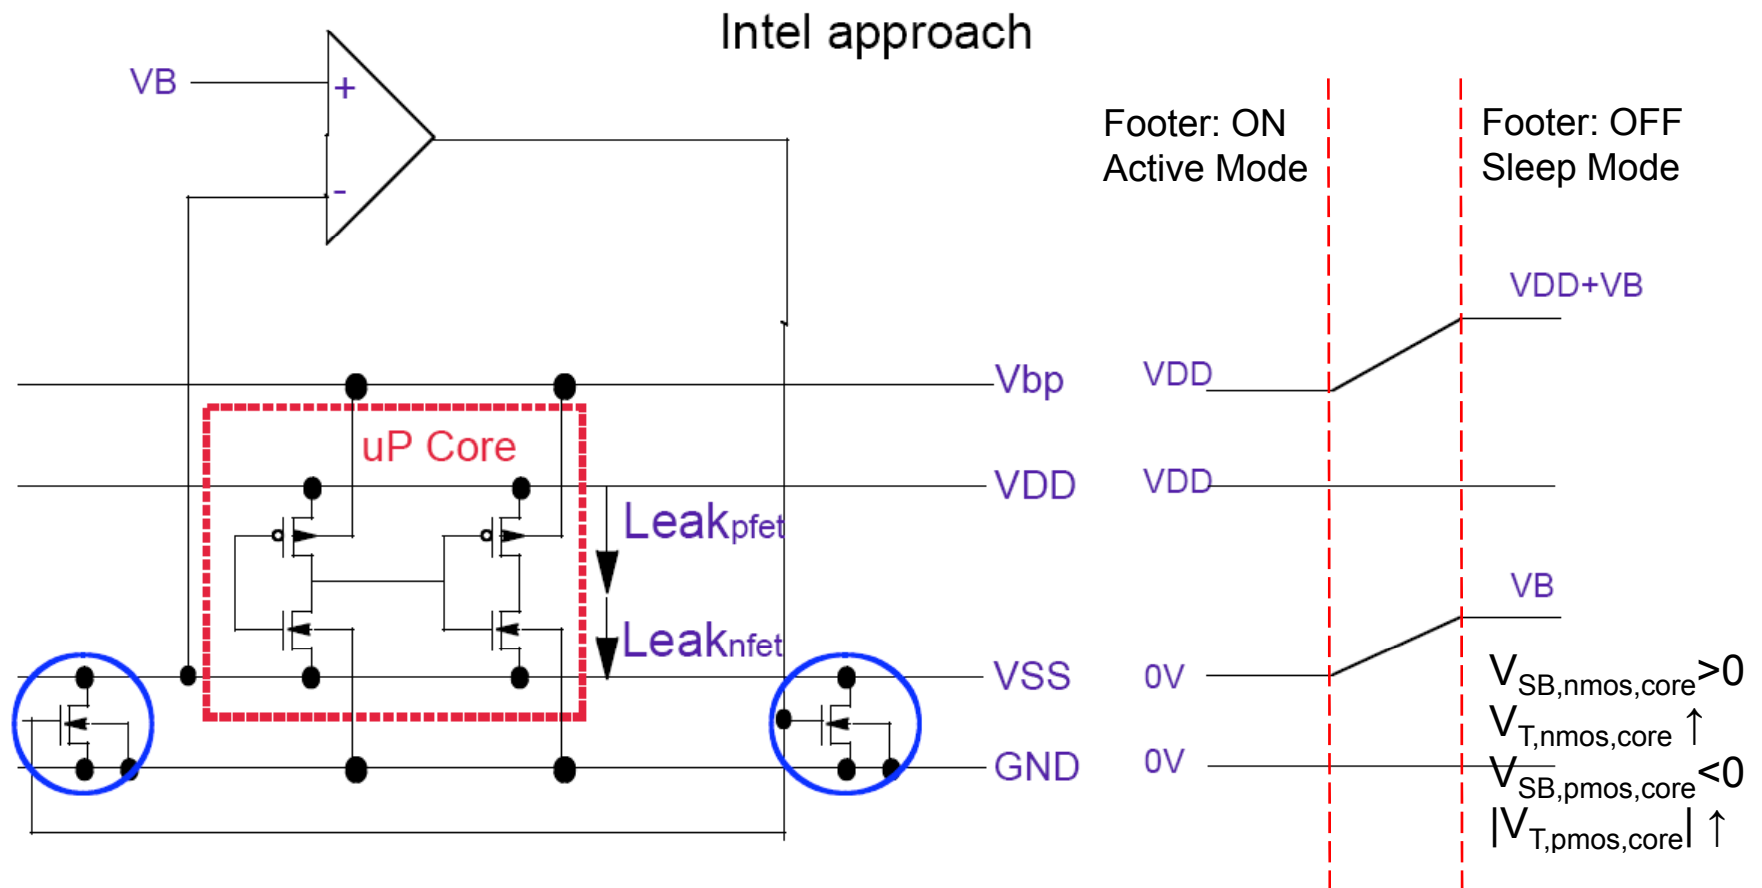 Intel approach
VB
+
-
Footer: ON
Active Mode
Footer: OFF
Sleep Mode
VDD+VB
Vbp
VDD
uP Core
VDD
VDD
Leakpfet
VB
Leaknfet
VSS
0V
VSB,nmos,core>0
VT,nmos,core ↑
GND
0V
VSB,pmos,core<0
|VT,pmos,core| ↑